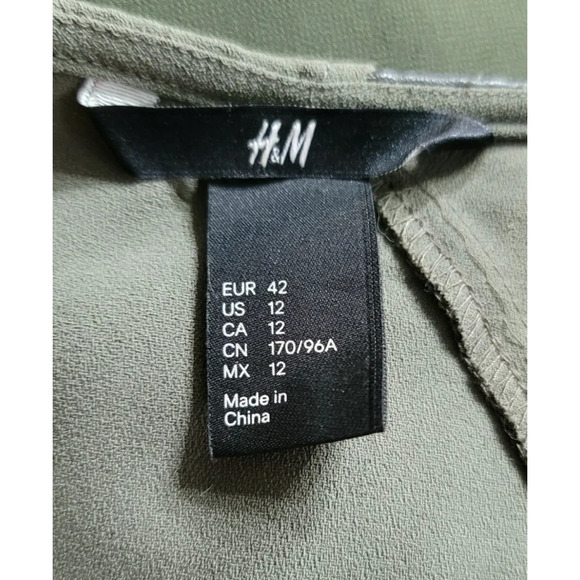 H&M
EUR 42
US 12
CA 12
CN 170/96A
MX 12
Made in
China